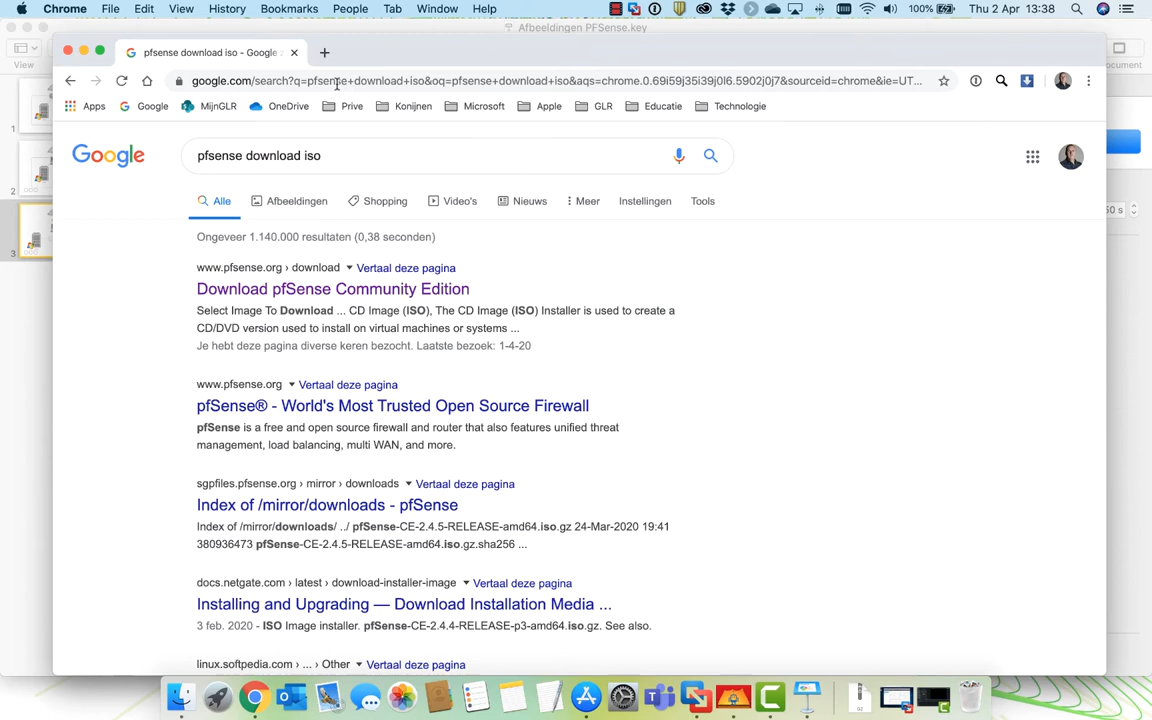 Chrome File Edit View History Bookmarks People Tab Window Help 100% Thu 2 Apr 13:38
Afbeeldingen PFSense.key
pfsense download iso - Google
google.com/search?q=pfsense+download+iso&oq=pfsense+download+iso&aqs=chrome.0.69i59j35i39j0l6.5902j0j7&sourceid=chrome&ie=UT...
View
Apps Google MijnGLR OneDrive Prive Konijnen Microsoft Apple GLR Educatie Technologie
1
2
3
50 s
Google
pfsense download iso
Alle Afbeeldingen Shopping Video's Nieuws Meer Instellingen Tools
Ongeveer 1.140.000 resultaten (0,38 seconden)
www.pfsense.org › download Vertaal deze pagina
Download pfSense Community Edition
Select Image To Download ... CD Image (ISO), The CD Image (ISO) Installer is used to create a
CD/DVD version used to install on virtual machines or systems ...
Je hebt deze pagina diverse keren bezocht. Laatste bezoek: 1-4-20
www.pfsense.org Vertaal deze pagina
pfSense® - World's Most Trusted Open Source Firewall
pfSense is a free and open source firewall and router that also features unified threat
management, load balancing, multi WAN, and more.
sgpfiles.pfsense.org › mirror › downloads Vertaal deze pagina
Index of /mirror/downloads - pfSense
Index of /mirror/downloads/ ../ pfSense-CE-2.4.5-RELEASE-amd64.iso.gz 24-Mar-2020 19:41
380936473 pfSense-CE-2.4.5-RELEASE-amd64.iso.gz.sha256 ...
docs.netgate.com › latest › download-installer-image Vertaal deze pagina
Installing and Upgrading — Download Installation Media ...
3 feb. 2020 - ISO Image installer. pfSense-CE-2.4.4-RELEASE-p3-amd64.iso.gz. See also.
linux.softpedia.com › ... › Other Vertaal deze pagina